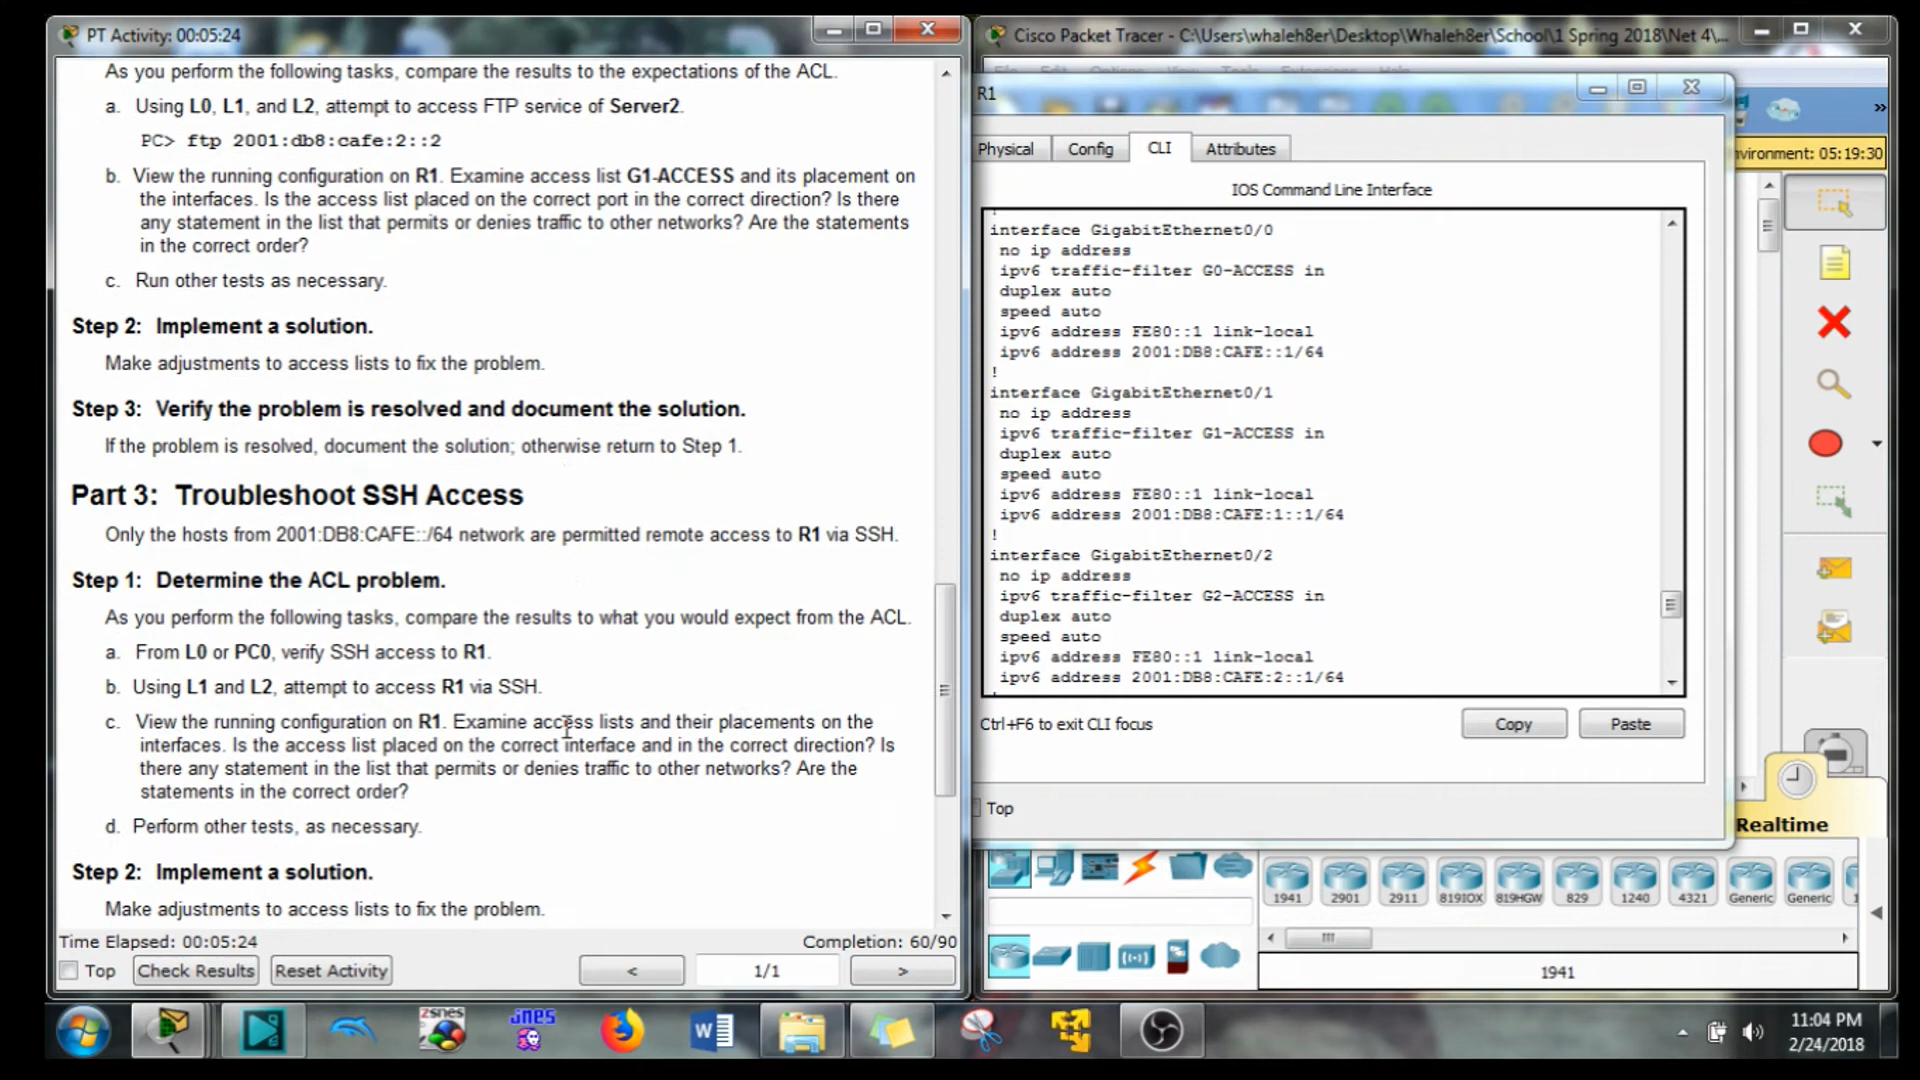 PT Activity: 00:05:24
As you perform the following tasks, compare the results to the expectations of the ACL.
a. Using L0, L1, and L2, attempt to access FTP service of Server2.
PC> ftp 2001:db8:cafe:2::2
b. View the running configuration on R1. Examine access list G1-ACCESS and its placement on
the interfaces. Is the access list placed on the correct port in the correct direction? Is there
any statement in the list that permits or denies traffic to other networks? Are the statements
in the correct order?
c. Run other tests as necessary.
Step 2: Implement a solution.
Make adjustments to access lists to fix the problem.
Step 3: Verify the problem is resolved and document the solution.
If the problem is resolved, document the solution; otherwise return to Step 1.
Part 3: Troubleshoot SSH Access
Only the hosts from 2001:DB8:CAFE::/64 network are permitted remote access to R1 via SSH.
Step 1: Determine the ACL problem.
As you perform the following tasks, compare the results to what you would expect from the ACL.
a. From L0 or PC0, verify SSH access to R1.
b. Using L1 and L2, attempt to access R1 via SSH.
c. View the running configuration on R1. Examine access lists and their placements on the
interfaces. Is the access list placed on the correct interface and in the correct direction? Is
there any statement in the list that permits or denies traffic to other networks? Are the
statements in the correct order?
d. Perform other tests, as necessary.
Step 2: Implement a solution.
Make adjustments to access lists to fix the problem.
Time Elapsed: 00:05:24
Completion: 60/90
Top
Check Results
Reset Activity
<
1/1
>
Cisco Packet Tracer - C:\Users\whaleh8er\Desktop\Whaleh8er\School\1 Spring 2018\Net 4\...
R1
Physical
Config
CLI
Attributes
vironment: 05:19:30
IOS Command Line Interface
!
interface GigabitEthernet0/0
no ip address
ipv6 traffic-filter G0-ACCESS in
duplex auto
speed auto
ipv6 address FE80::1 link-local
ipv6 address 2001:DB8:CAFE::1/64
!
interface GigabitEthernet0/1
no ip address
ipv6 traffic-filter G1-ACCESS in
duplex auto
speed auto
ipv6 address FE80::1 link-local
ipv6 address 2001:DB8:CAFE:1::1/64
!
interface GigabitEthernet0/2
no ip address
ipv6 traffic-filter G2-ACCESS in
duplex auto
speed auto
ipv6 address FE80::1 link-local
ipv6 address 2001:DB8:CAFE:2::1/64
Ctrl+F6 to exit CLI focus
Copy
Paste
Top
Realtime
1941
2901
2911
819IOX
819HGW
829
1240
4321
Generic
Generic
1941
zsnes
jnes
11:04 PM
2/24/2018